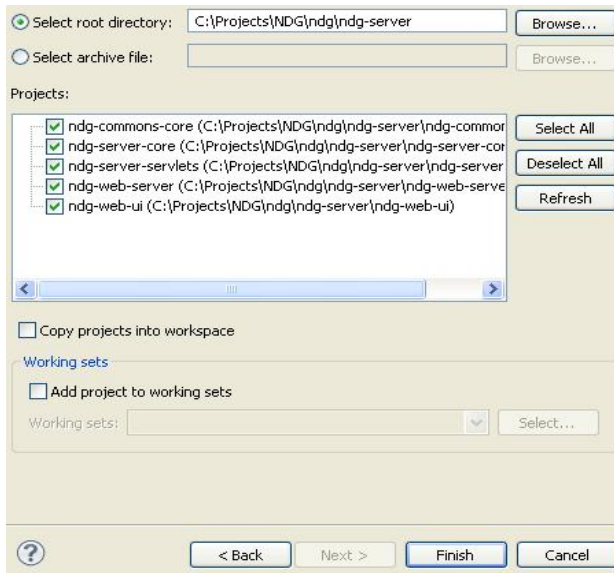 Select root directory: C:\Projects\NDG\ndg\ndg-server Browse...
Select archive file: Browse...
Projects:
ndg-commons-core (C:\Projects\NDG\ndg\ndg-server\ndg-common Select All
ndg-server-core (C:\Projects\NDG\ndg\ndg-server\ndg-server-cor
ndg-server-servlets (C:\Projects\NDG\ndg\ndg-server\ndg-server Deselect All
ndg-web-server (C:\Projects\NDG\ndg\ndg-server\ndg-web-serve
ndg-web-ui (C:\Projects\NDG\ndg\ndg-server\ndg-web-ui) Refresh
Copy projects into workspace
Working sets
Add project to working sets
Working sets: Select...
? < Back Next > Finish Cancel